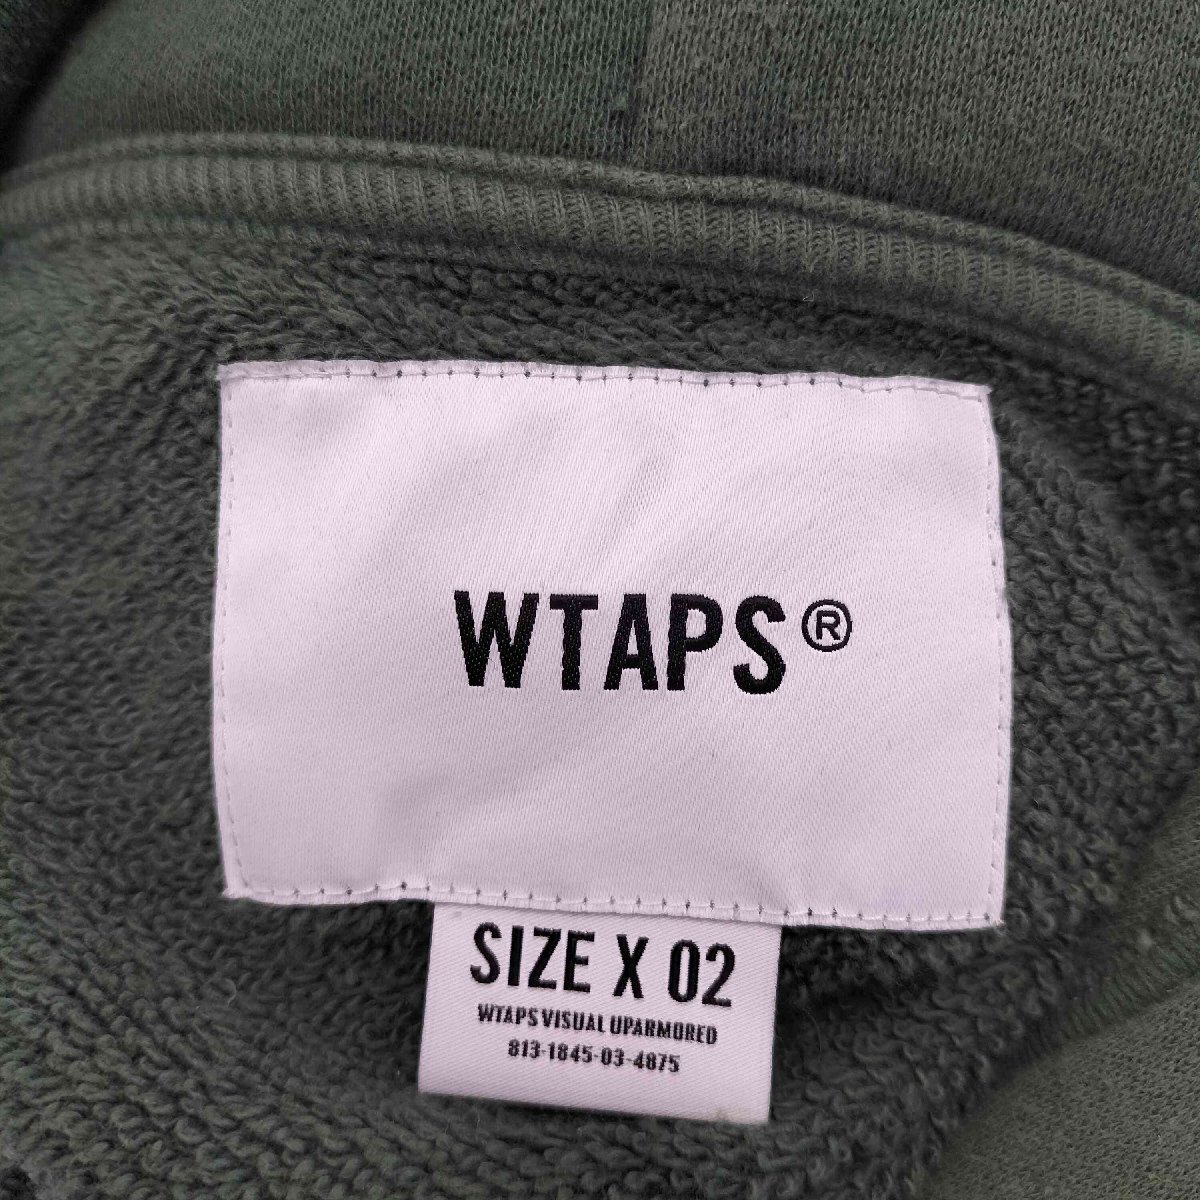 WTAPS®
SIZE X 02
WTAPS VISUAL UPARMORED
813-1845-03-4875